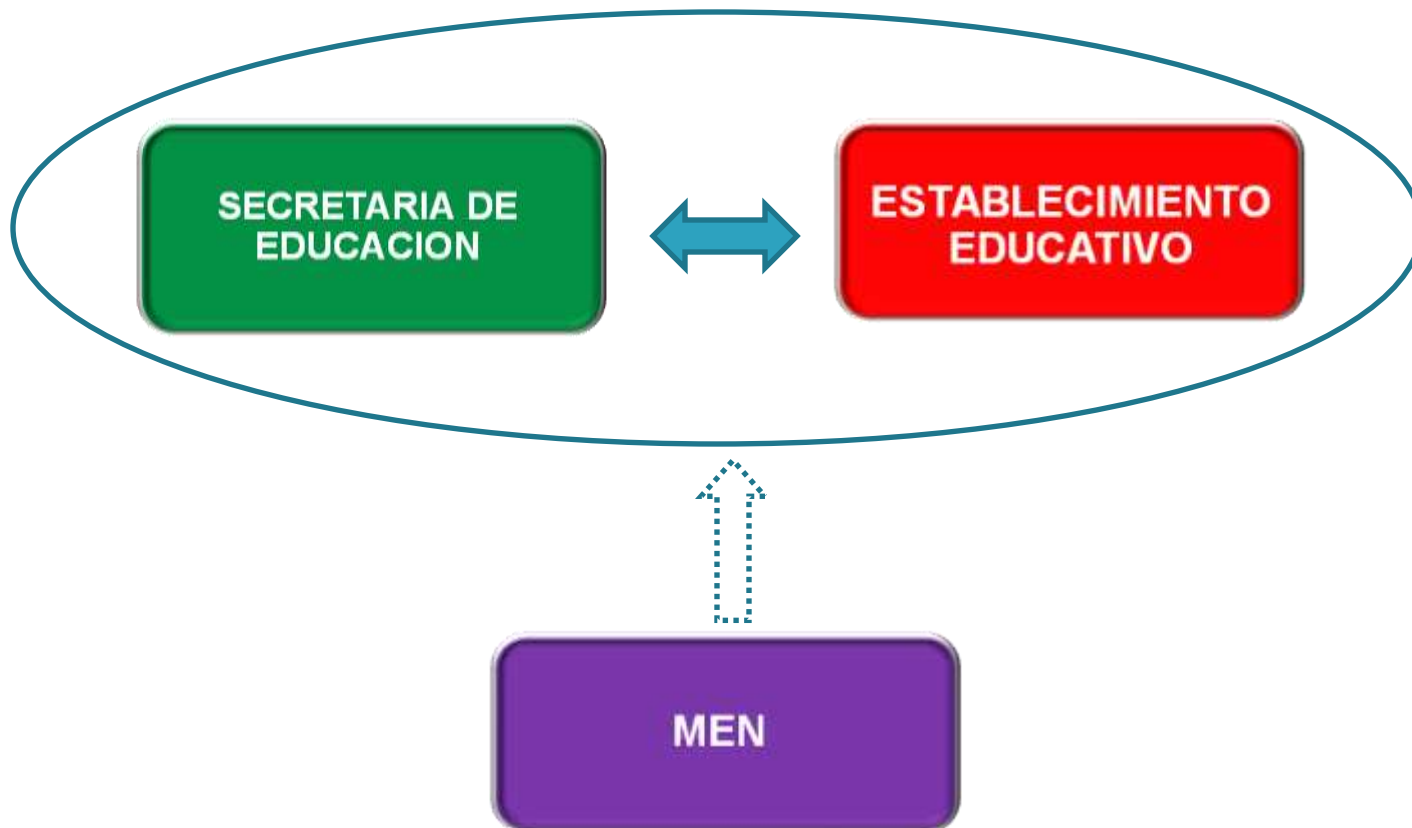 SECRETARIA DE
EDUCACION
ESTABLECIMIENTO
EDUCATIVO
MEN